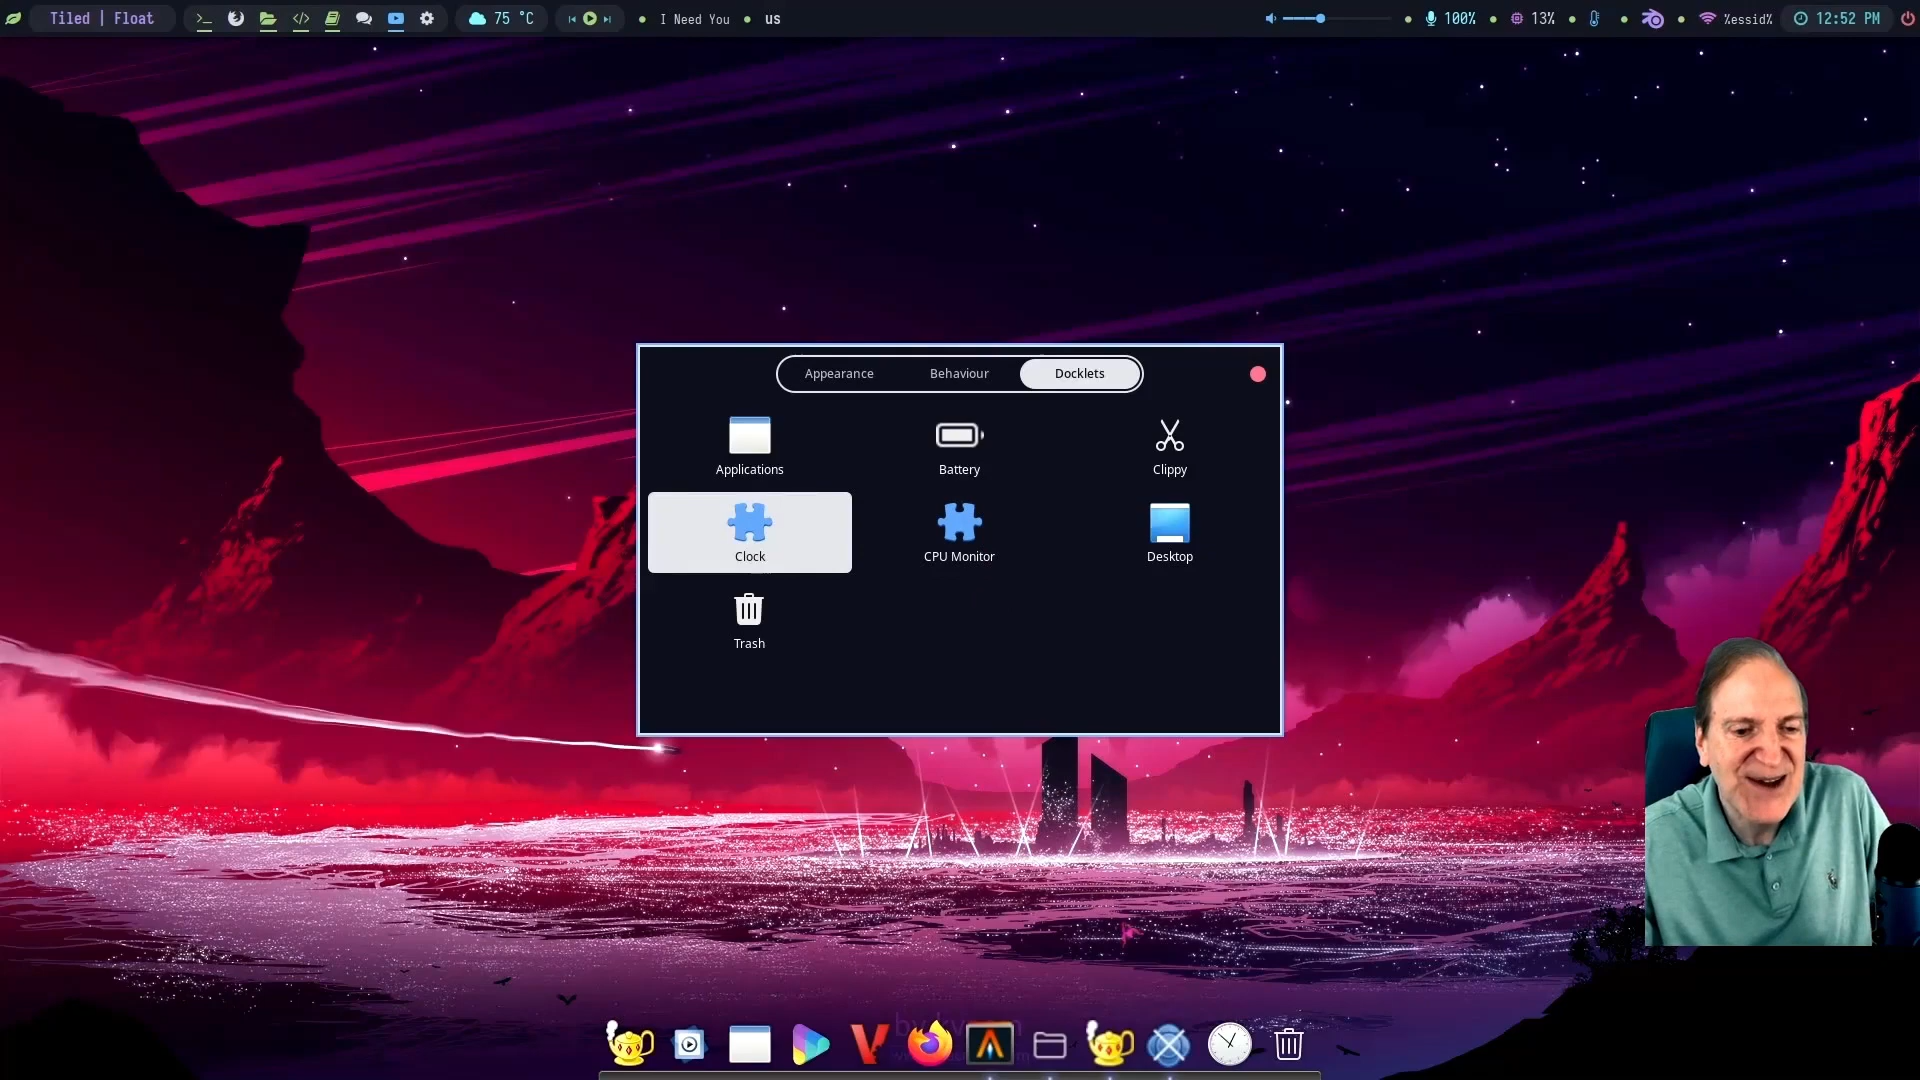 Tiled | Float
75 °C
I Need You
us
100%
13%
%essid%
12:52 PM
Appearance
Behaviour
Docklets
Applications
Battery
Clippy
Clock
CPU Monitor
Desktop
Trash